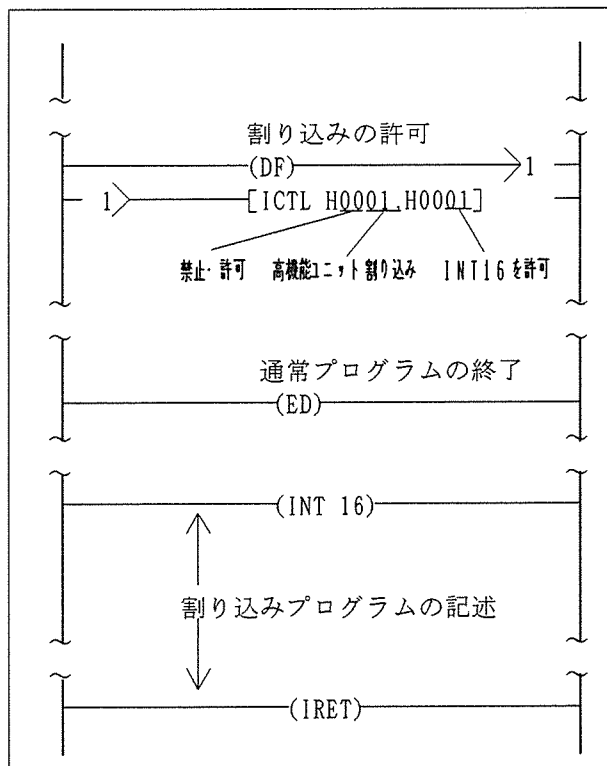 割り込みの許可
(DF) 1
1 [ICTL H0001,H0001]
禁止・許可 高機能ユニット割り込み INT16を許可
通常プログラムの終了
(ED)
(INT 16)
割り込みプログラムの記述
(IRET)